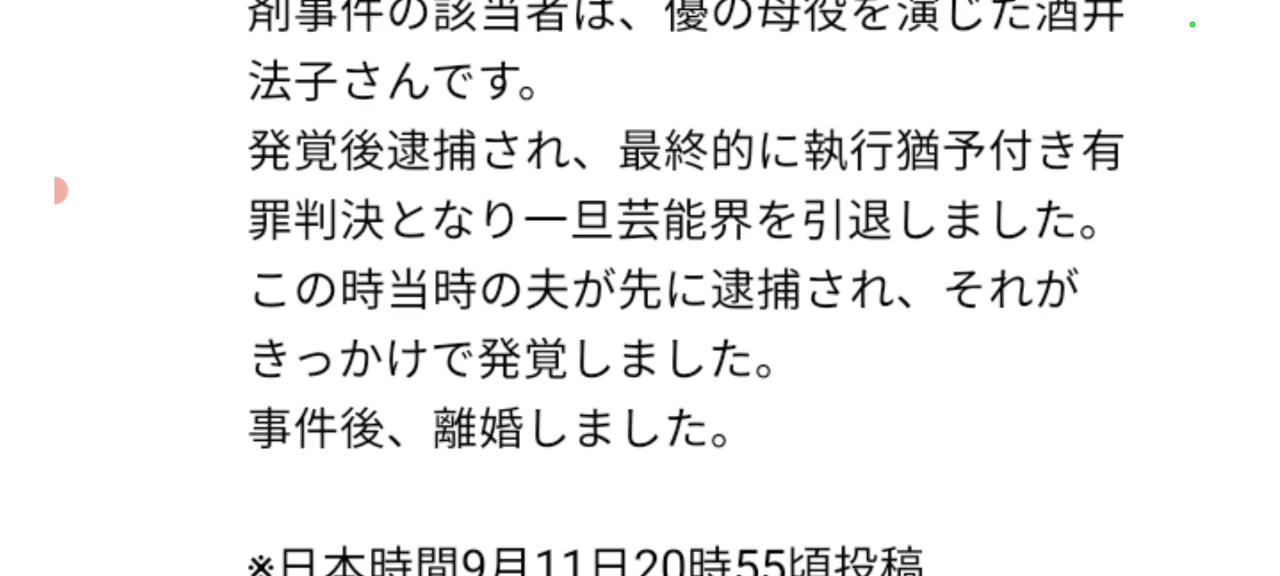 剤事件の該当者は、優の母役を演じた酒井
法子さんです。
発覚後逮捕され、最終的に執行猶予付き有
罪判決となり一旦芸能界を引退しました。
この時当時の夫が先に逮捕され、それが
きっかけで発覚しました。
事件後、離婚しました。
※日本時間9月11日20時55頃投稿